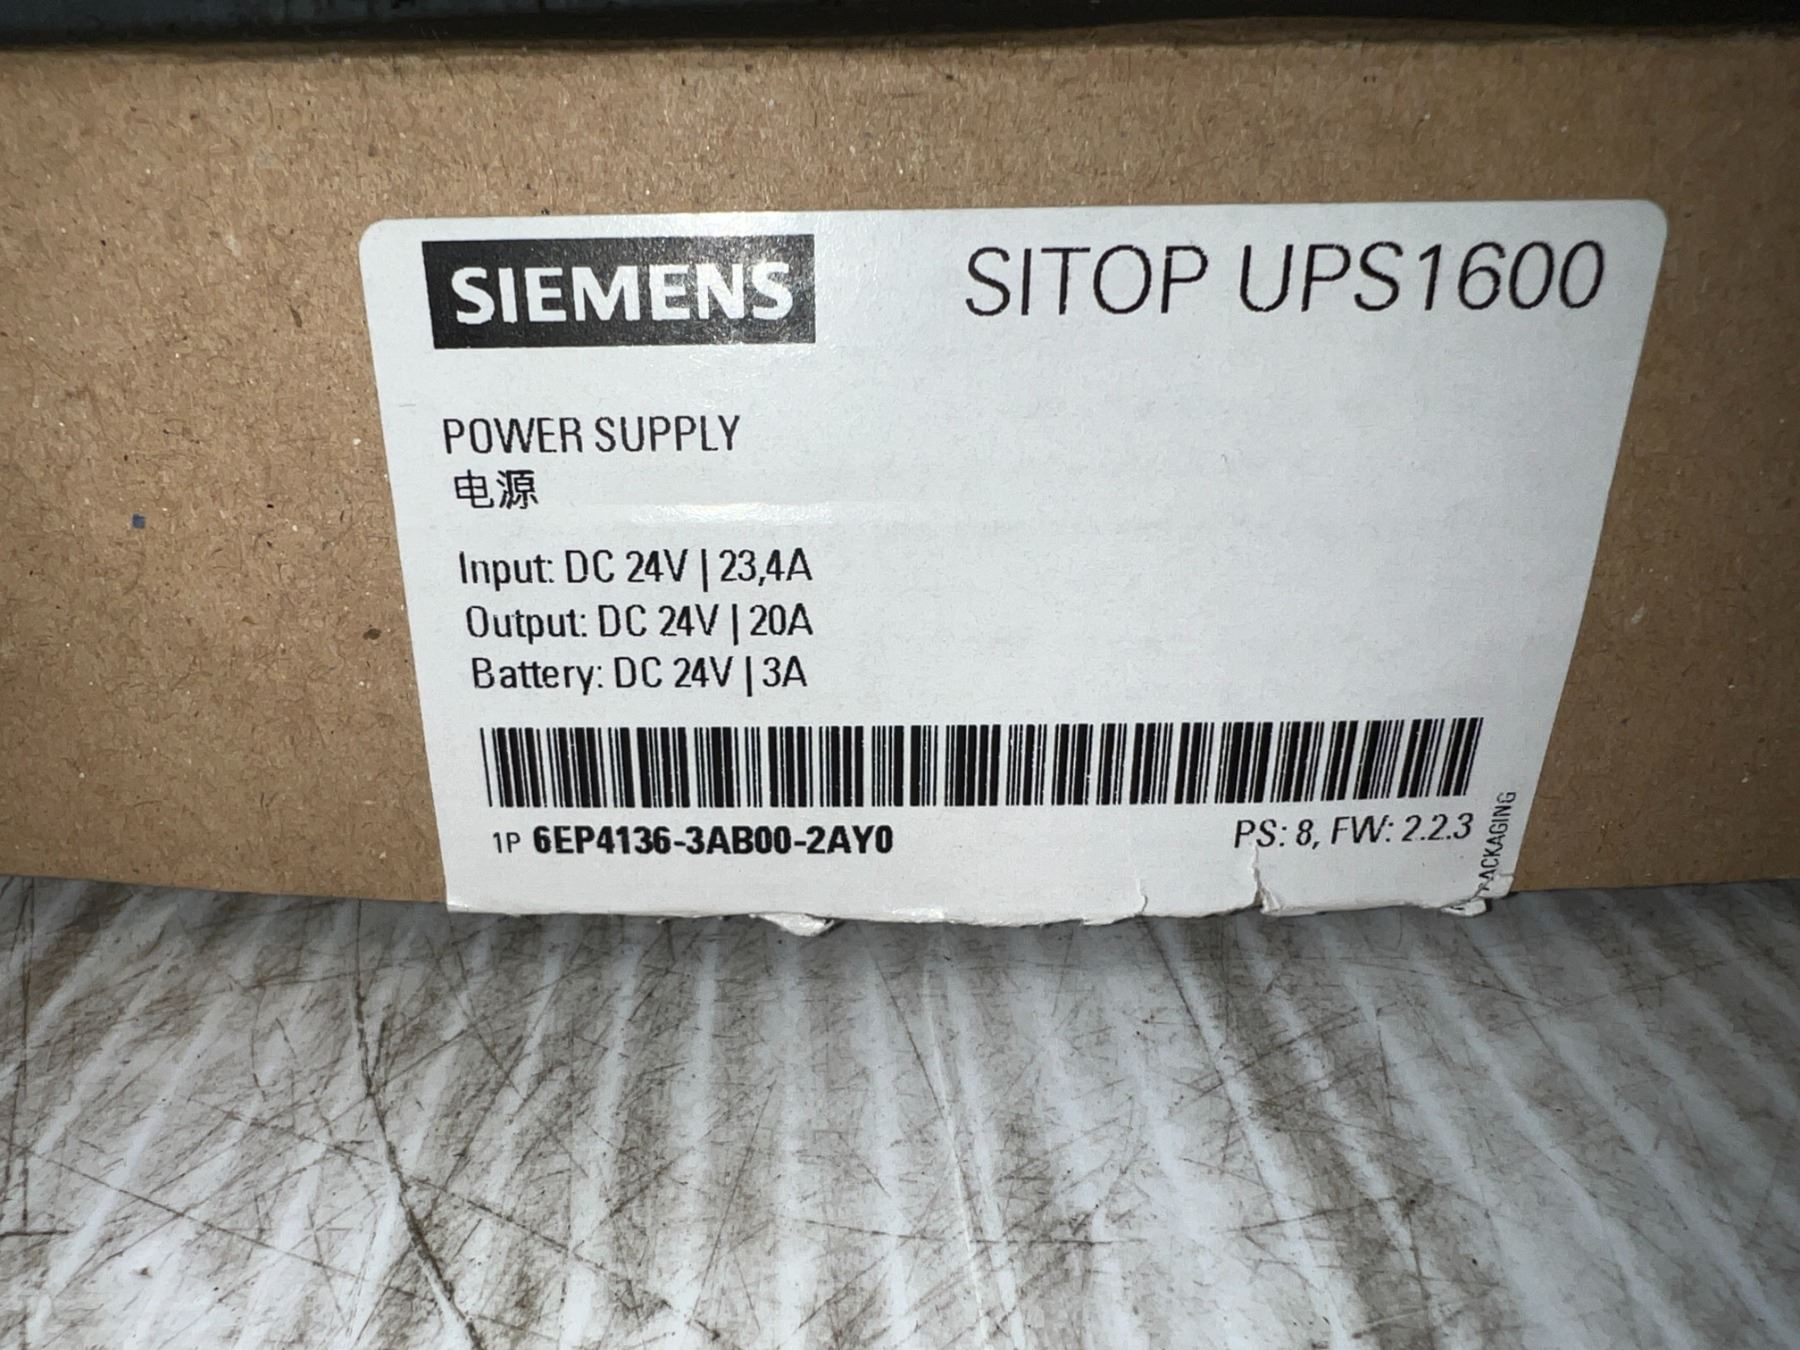 SIEMENS
SITOP UPS1600
POWER SUPPLY
电源
Input: DC 24V | 23,4A
Output: DC 24V | 20A
Battery: DC 24V | 3A
1P 6EP4136-3AB00-2AY0
PS: 8, FW: 2.2.3
PACKAGING